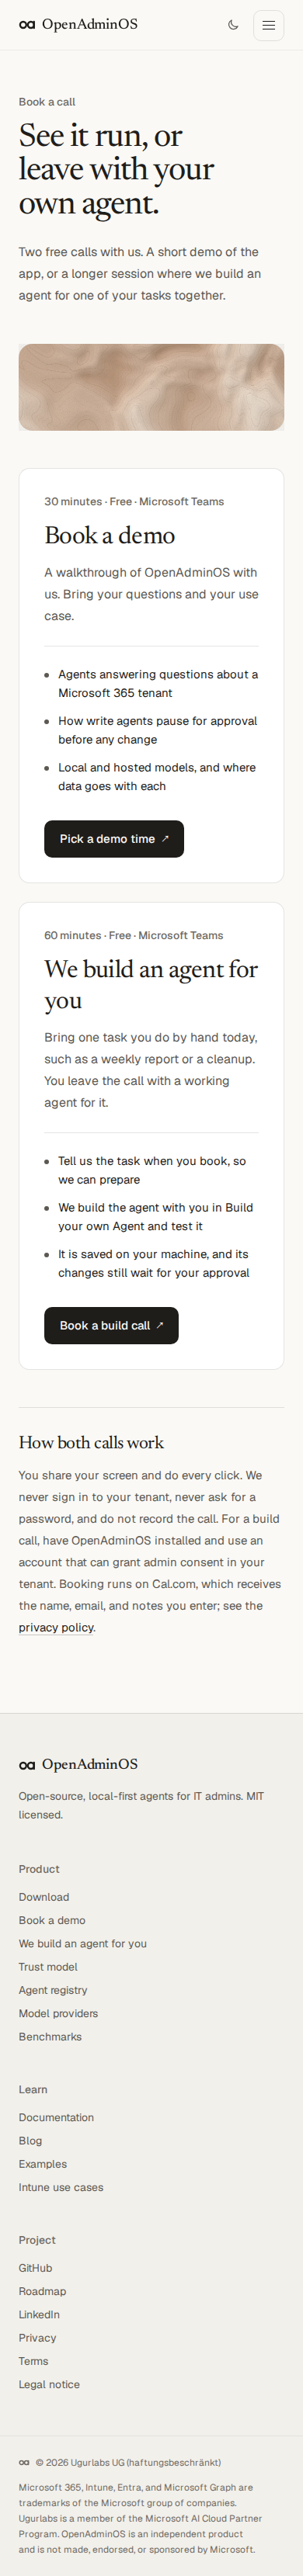 OpenAdminOS
Book a call
See it run, or
leave with your
own agent.
Two free calls with us. A short demo of the
app, or a longer session where we build an
agent for one of your tasks together.
30 minutes · Free · Microsoft Teams
Book a demo
A walkthrough of OpenAdminOS with
us. Bring your questions and your use
case.
Agents answering questions about a
Microsoft 365 tenant
How write agents pause for approval
before any change
Local and hosted models, and where
data goes with each
Pick a demo time ↗
60 minutes · Free · Microsoft Teams
We build an agent for
you
Bring one task you do by hand today,
such as a weekly report or a cleanup.
You leave the call with a working
agent for it.
Tell us the task when you book, so
we can prepare
We build the agent with you in Build
your own Agent and test it
It is saved on your machine, and its
changes still wait for your approval
Book a build call ↗
How both calls work
You share your screen and do every click. We
never sign in to your tenant, never ask for a
password, and do not record the call. For a build
call, have OpenAdminOS installed and use an
account that can grant admin consent in your
tenant. Booking runs on Cal.com, which receives
the name, email, and notes you enter; see the
privacy policy.
OpenAdminOS
Open-source, local-first agents for IT admins. MIT
licensed.
Product
Download
Book a demo
We build an agent for you
Trust model
Agent registry
Model providers
Benchmarks
Learn
Documentation
Blog
Examples
Intune use cases
Project
GitHub
Roadmap
LinkedIn
Privacy
Terms
Legal notice
© 2026 Ugurlabs UG (haftungsbeschränkt)
Microsoft 365, Intune, Entra, and Microsoft Graph are
trademarks of the Microsoft group of companies.
Ugurlabs is a member of the Microsoft AI Cloud Partner
Program. OpenAdminOS is an independent product
and is not made, endorsed, or sponsored by Microsoft.